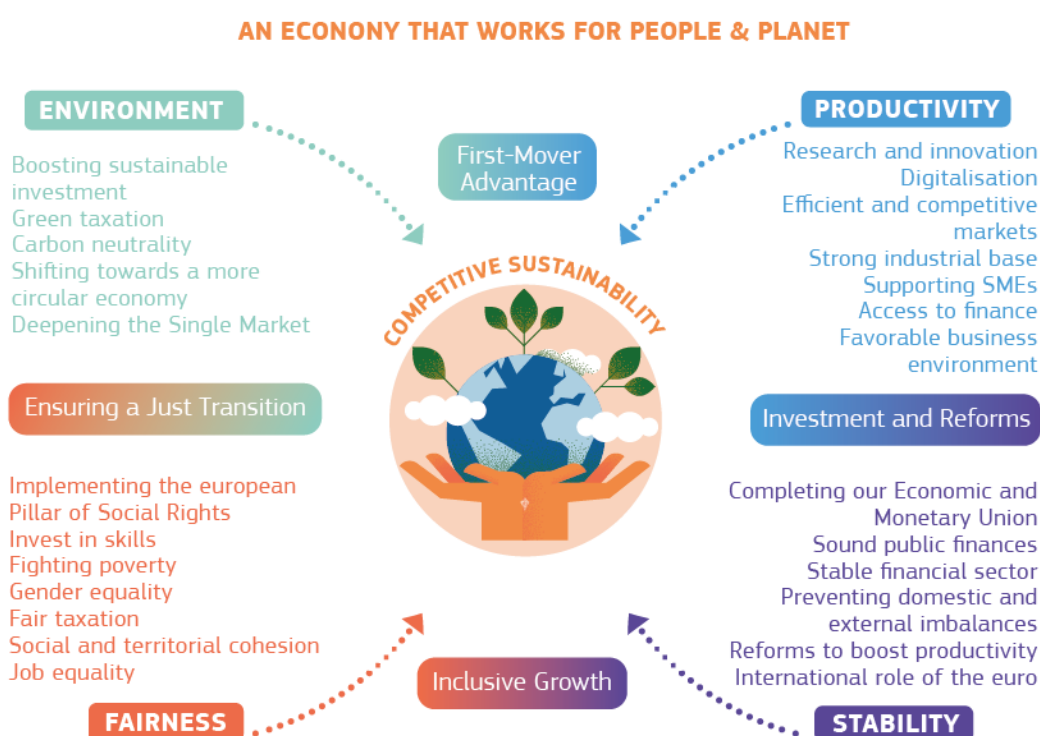 AN ECONONY THAT WORKS FOR PEOPLE & PLANET
ENVIRONMENT
Boosting sustainable
investment
Green taxation
Carbon neutrality
Shifting towards a more
circular economy
Deepening the Single Market
First-Mover
Advantage
PRODUCTIVITY
Research and innovation
Digitalisation
Efficient and competitive
markets
Strong industrial base
Supporting SMEs
Access to finance
Favorable business
environment
COMPETITIVE SUSTAINABILITY
Ensuring a Just Transition
Investment and Reforms
Implementing the european
Pillar of Social Rights
Invest in skills
Fighting poverty
Gender equality
Fair taxation
Social and territorial cohesion
Job equality
FAIRNESS
Inclusive Growth
Completing our Economic and
Monetary Union
Sound public finances
Stable financial sector
Preventing domestic and
external imbalances
Reforms to boost productivity
International role of the euro
STABILITY